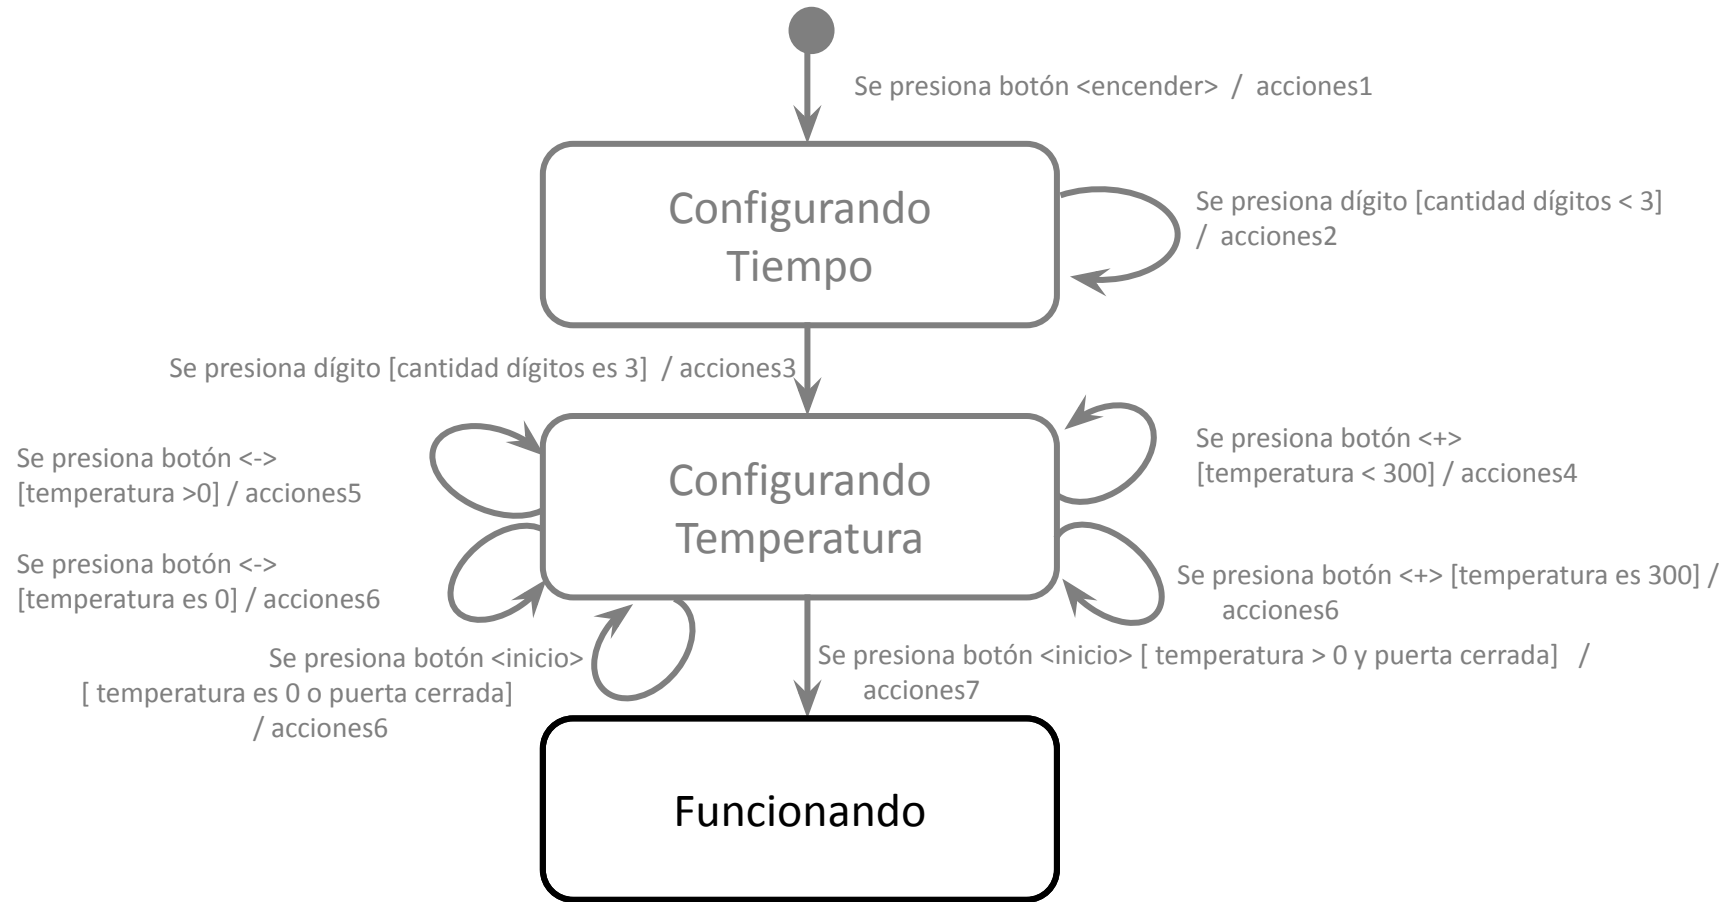 Se presiona botón <encender> / acciones1
Configurando
Tiempo
Se presiona dígito [cantidad dígitos < 3]
/ acciones2
Se presiona dígito [cantidad dígitos es 3] / acciones3
Se presiona botón <->
[temperatura >0] / acciones5
Configurando
Temperatura
Se presiona botón <+>
[temperatura < 300] / acciones4
Se presiona botón <->
[temperatura es 0] / acciones6
Se presiona botón <+> [temperatura es 300] /
acciones6
Se presiona botón <inicio>
[ temperatura es 0 o puerta cerrada]
/ acciones6
Se presiona botón <inicio> [ temperatura > 0 y puerta cerrada] /
acciones7
Funcionando